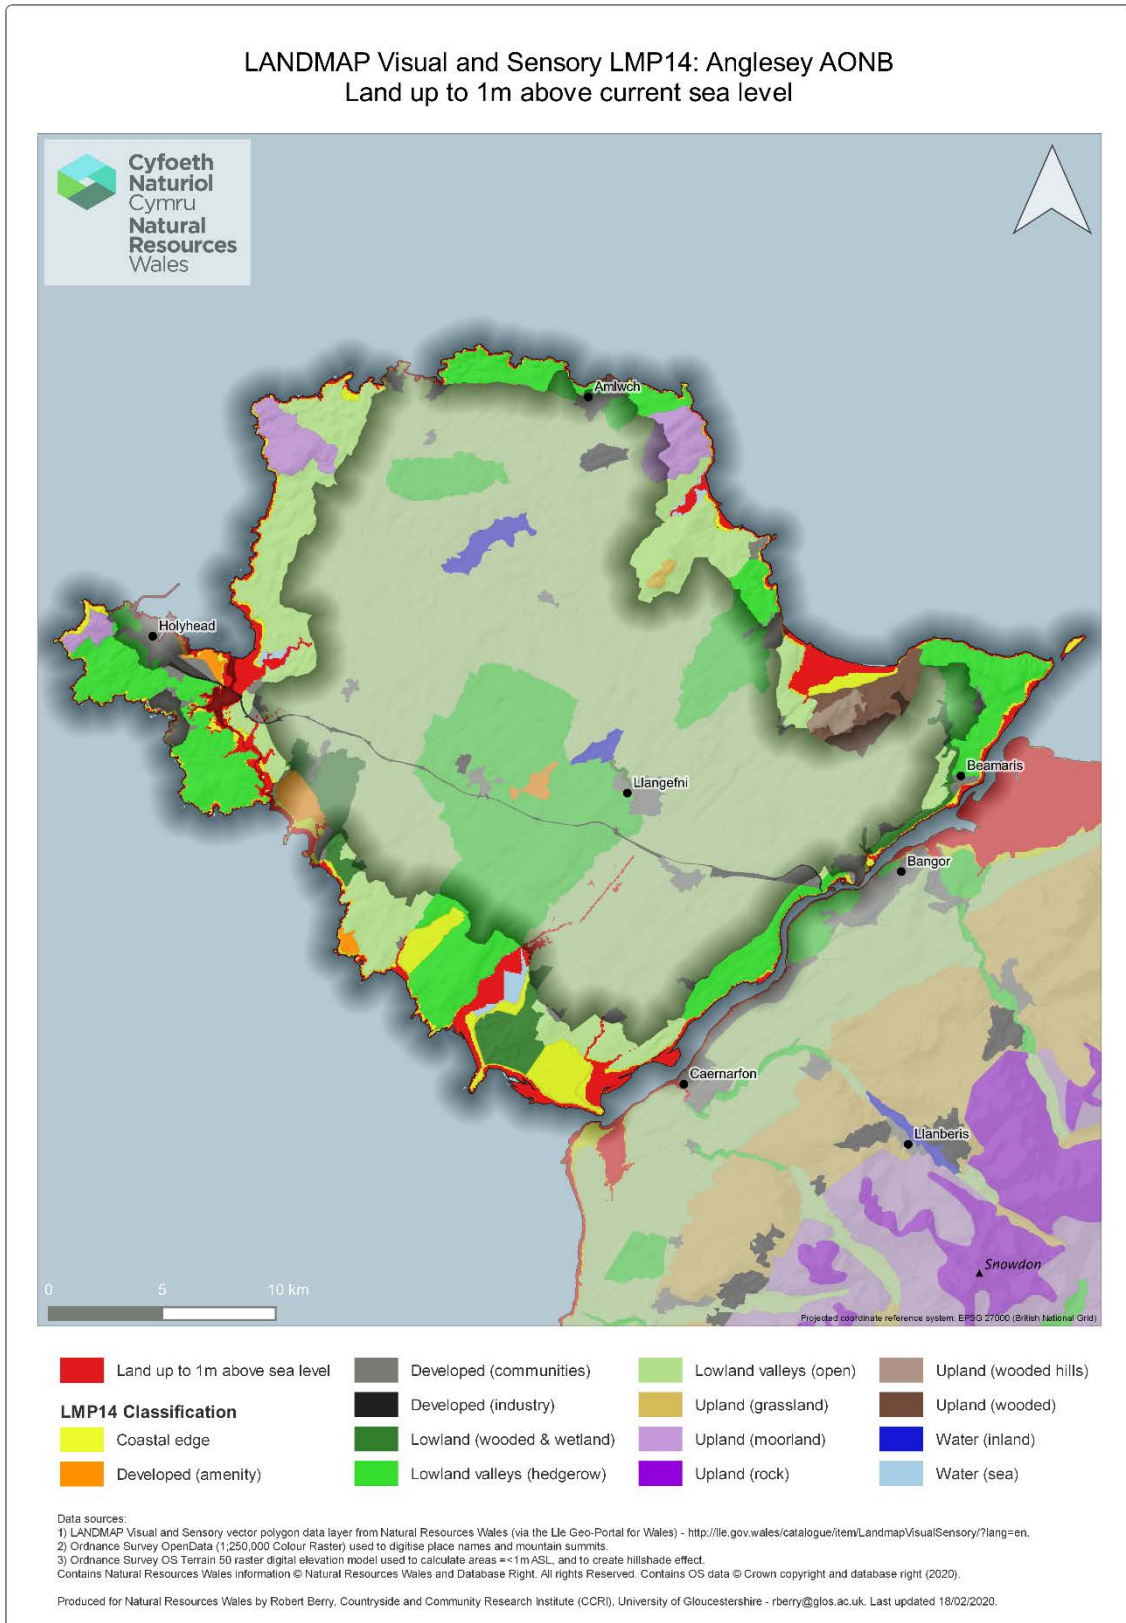 LANDMAP Visual and Sensory LMP14: Anglesey AONB
Land up to 1m above current sea level
Cyfoeth
Naturiol
Cymru
Natural
Resources
Wales
Amlwch
Holyhead
Llangefni
Beamaris
Bangor
Caernarfon
Llanberis
Snowdon
0 5 10 km
Projected coordinate reference system: EPSG 27000 (British National Grid)
Land up to 1m above sea level
LMP14 Classification
Coastal edge
Developed (amenity)
Developed (communities)
Developed (industry)
Lowland (wooded & wetland)
Lowland valleys (hedgerow)
Lowland valleys (open)
Upland (grassland)
Upland (moorland)
Upland (rock)
Upland (wooded hills)
Upland (wooded)
Water (inland)
Water (sea)
Data sources:
1) LANDMAP Visual and Sensory vector polygon data layer from Natural Resources Wales (via the Lle Geo-Portal for Wales) - http://lle.gov.wales/catalogue/item/LandmapVisualSensory/?lang=en.
2) Ordnance Survey OpenData (1;250,000 Colour Raster) used to digitise place names and mountain summits.
3) Ordnance Survey OS Terrain 50 raster digital elevation model used to calculate areas =<1m ASL, and to create hillshade effect.
Contains Natural Resources Wales information © Natural Resources Wales and Database Right. All rights Reserved. Contains OS data © Crown copyright and database right (2020).
Produced for Natural Resources Wales by Robert Berry, Countryside and Community Research Institute (CCRI), University of Gloucestershire - rberry@glos.ac.uk. Last updated 18/02/2020.